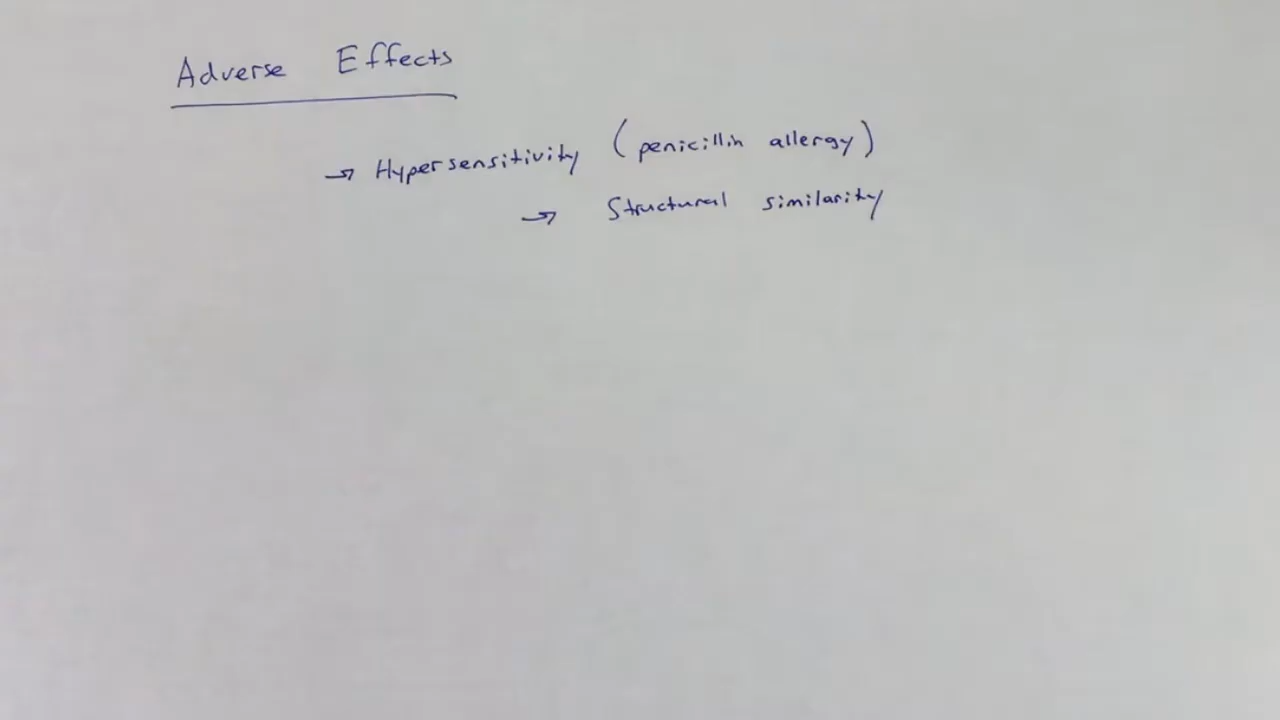 Adverse Effects
→ Hypersensitivity (penicillin allergy)
→ Structural similarity